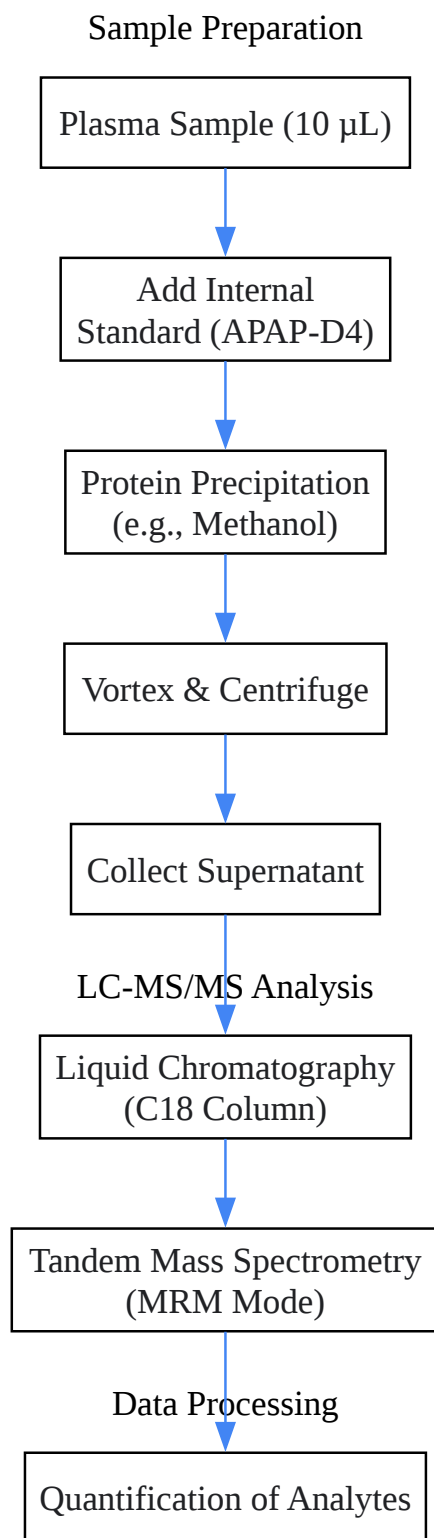 Sample Preparation
Plasma Sample (10 µL)
Add Internal
Standard (APAP-D4)
Protein Precipitation
(e.g., Methanol)
Vortex & Centrifuge
Collect Supernatant
LC-MS/MS Analysis
Liquid Chromatography
(C18 Column)
Tandem Mass Spectrometry
(MRM Mode)
Data Processing
Quantification of Analytes